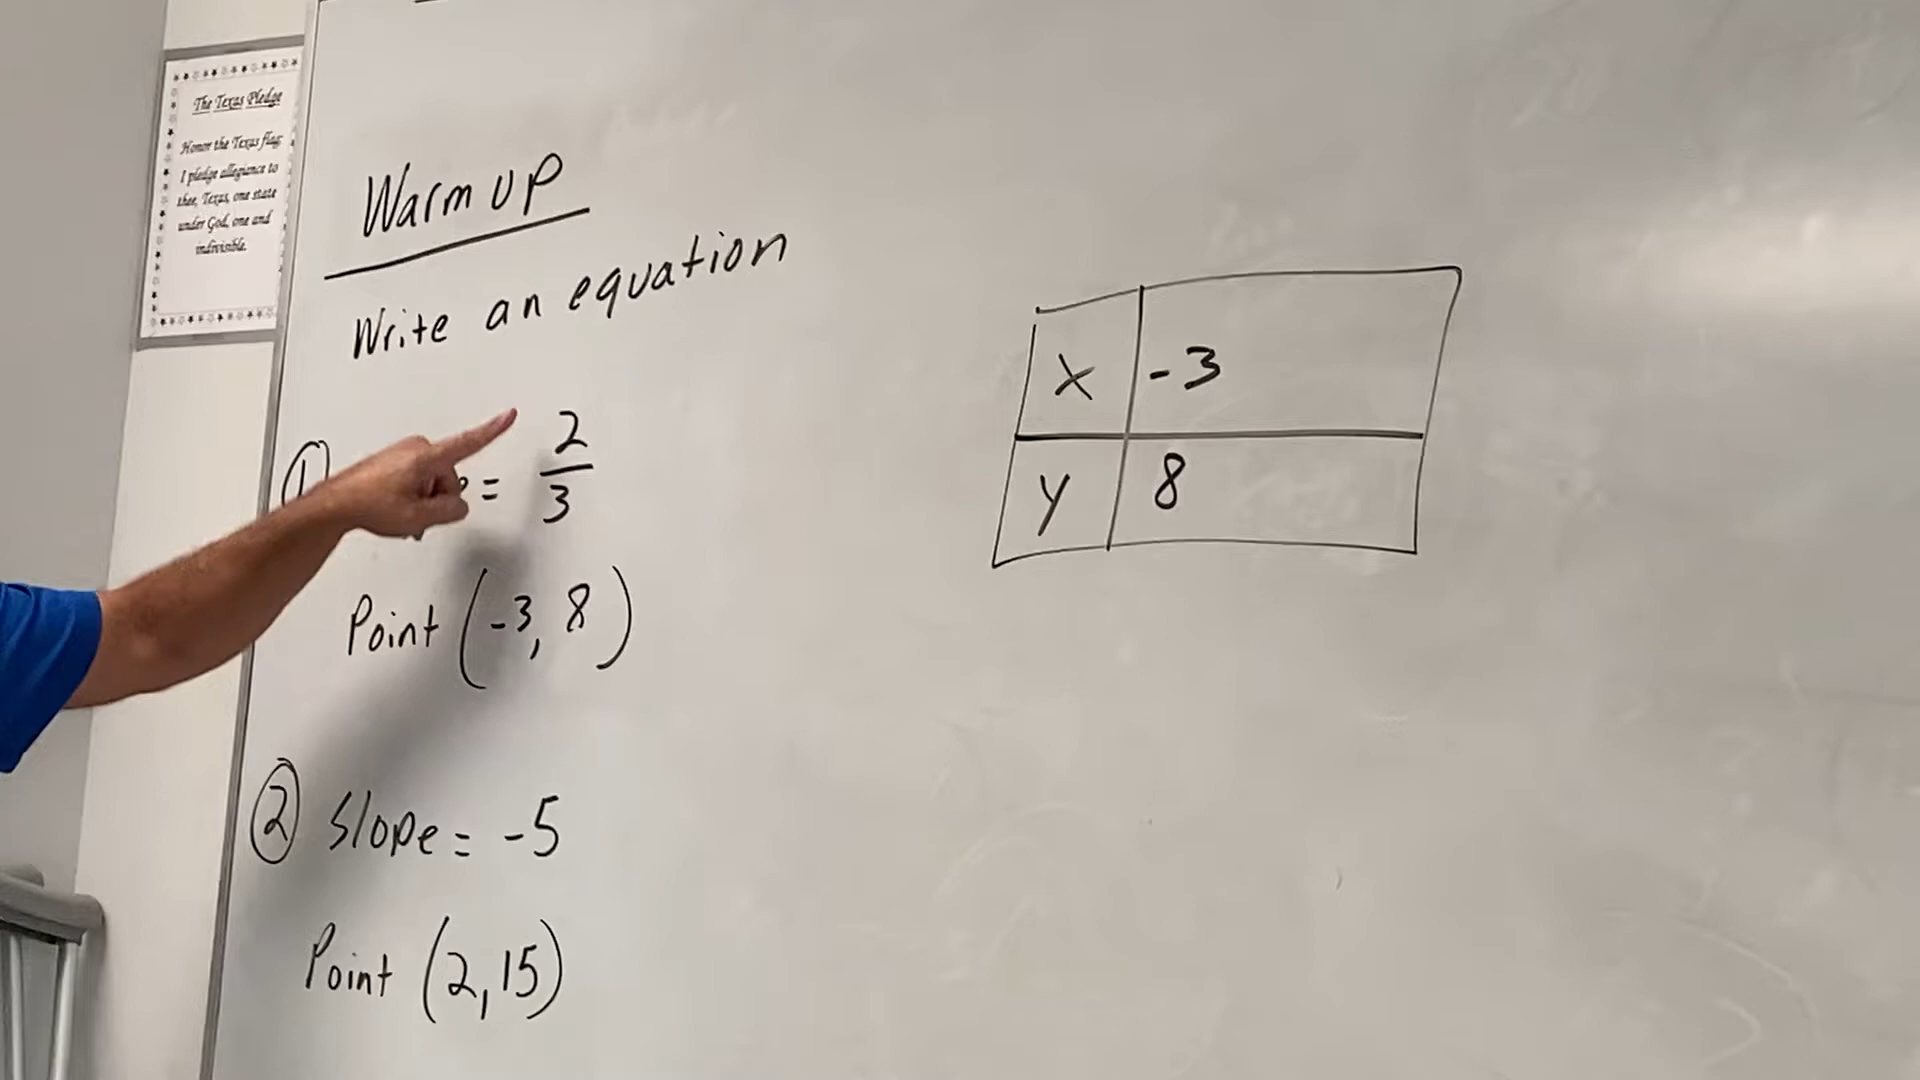 The Texas Pledge
Honor the Texas flag;
I pledge allegiance to
thee, Texas, one state
under God, one and
indivisible.
Warm up
Write an equation
① = 2/3
Point (-3, 8)
② Slope = -5
Point (2, 15)
x -3
y 8